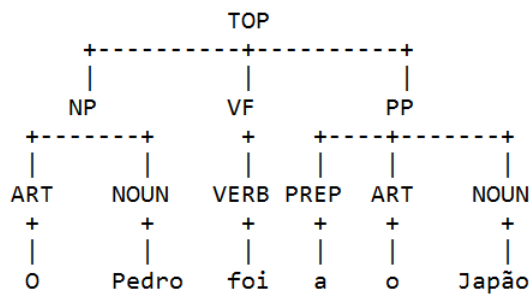 TOP
NP VF PP
ART NOUN VERB PREP ART NOUN
O Pedro foi a o Japão